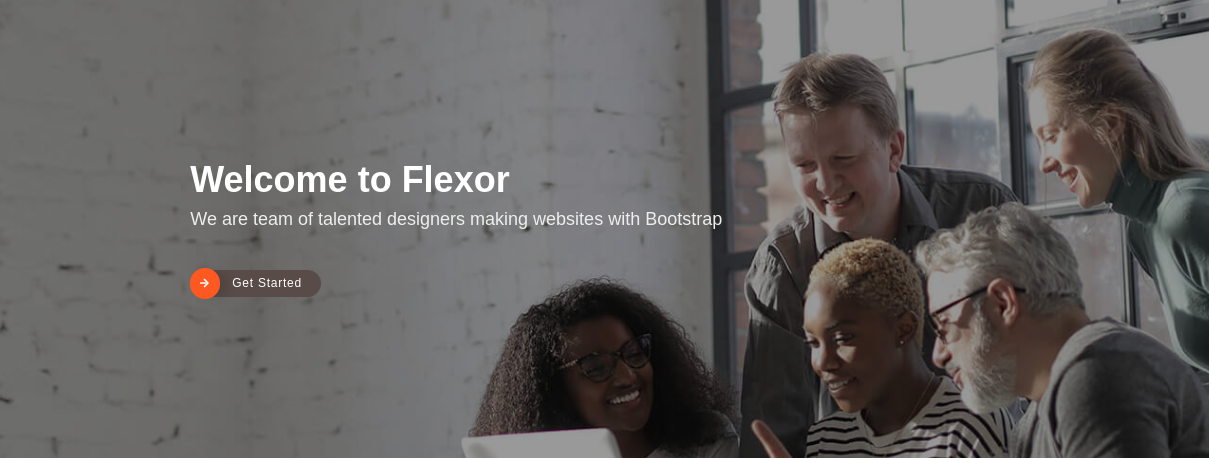 Welcome to Flexor
We are team of talented designers making websites with Bootstrap
Get Started